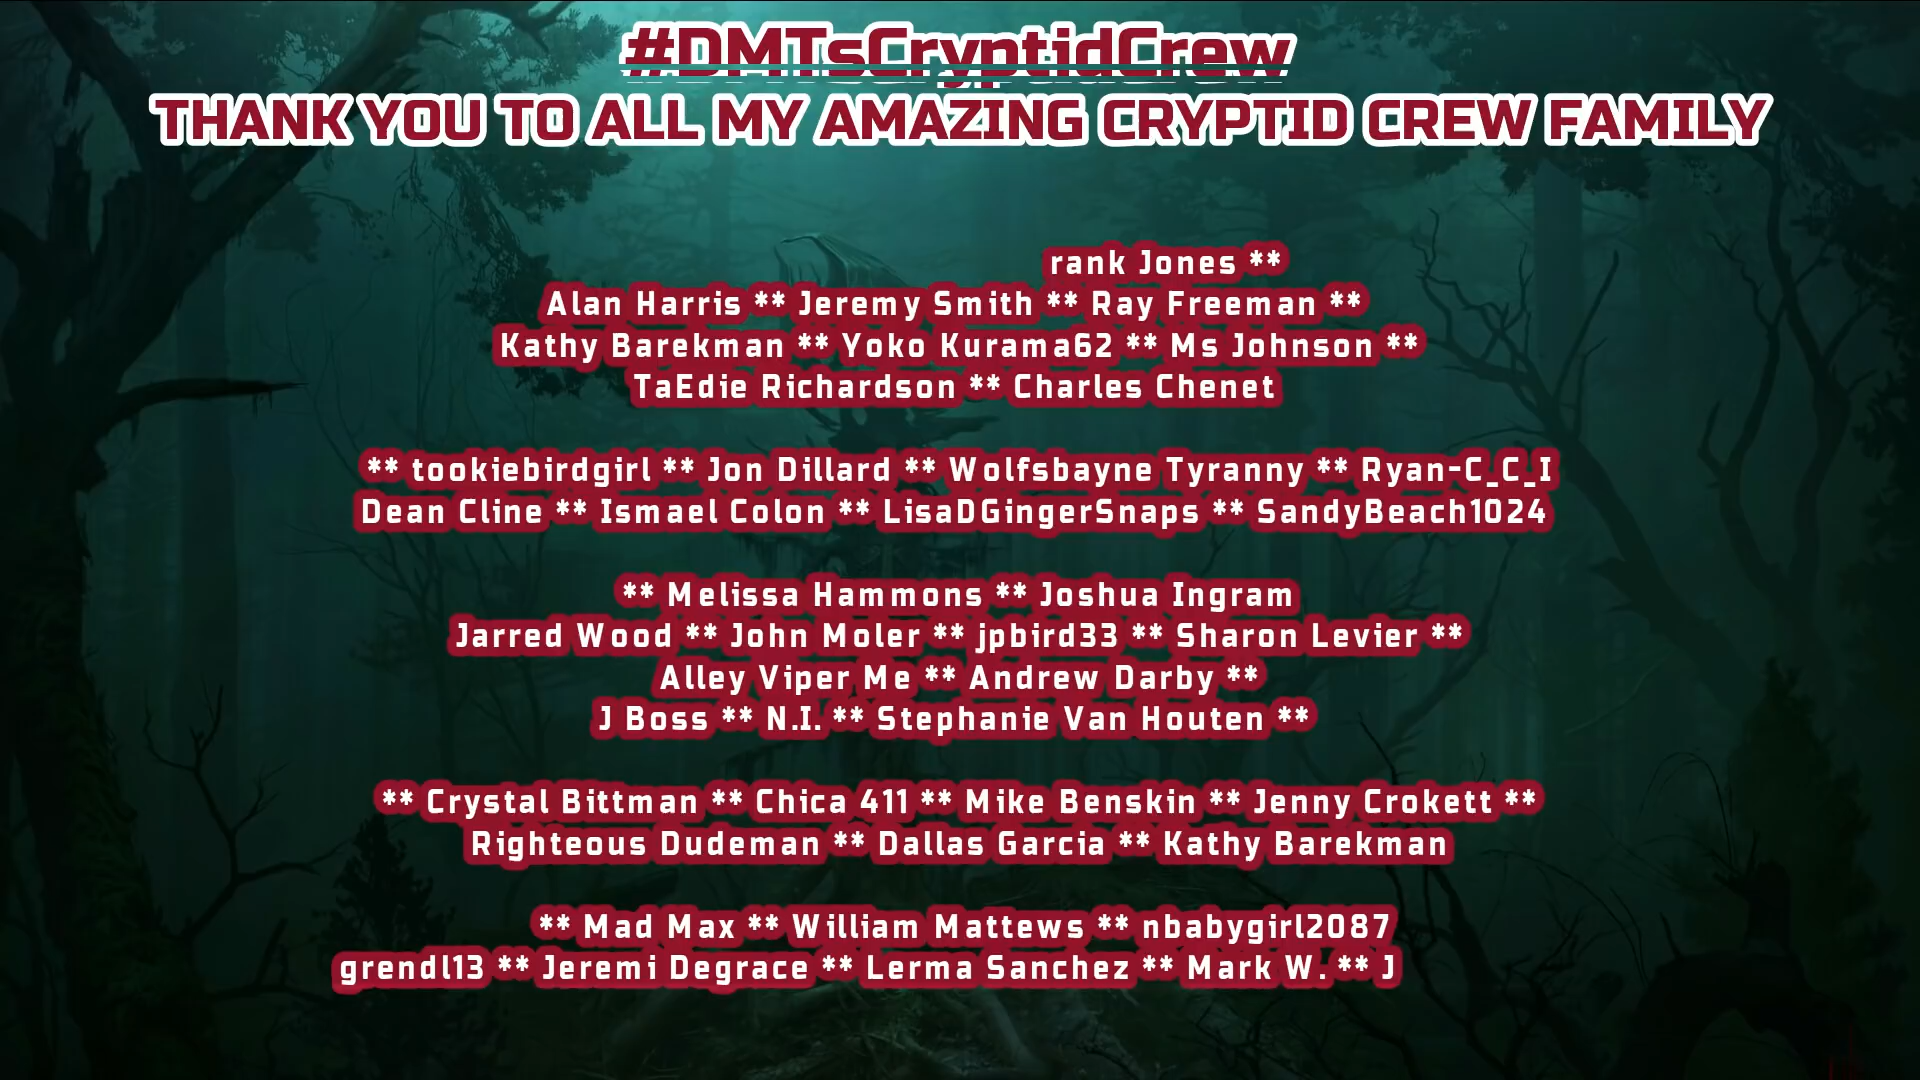 #DMTsCryptidCrew
THANK YOU TO ALL MY AMAZING CRYPTID CREW FAMILY
rank Jones **
Alan Harris ** Jeremy Smith ** Ray Freeman **
Kathy Barekman ** Yoko Kurama62 ** Ms Johnson **
TaEdie Richardson ** Charles Chenet
** tookiebirdgirl ** Jon Dillard ** Wolfsbayne Tyranny ** Ryan-C_C_I
Dean Cline ** Ismael Colon ** LisaDGingerSnaps ** SandyBeach1024
** Melissa Hammons ** Joshua Ingram
Jarred Wood ** John Moler ** jpbird33 ** Sharon Levier **
Alley Viper Me ** Andrew Darby **
J Boss ** N.I. ** Stephanie Van Houten **
** Crystal Bittman ** Chica 411 ** Mike Benskin ** Jenny Crokett **
Righteous Dudeman ** Dallas Garcia ** Kathy Barekman
** Mad Max ** William Mattews ** nbabygirl2087
grendl13 ** Jeremi Degrace ** Lerma Sanchez ** Mark W. ** J